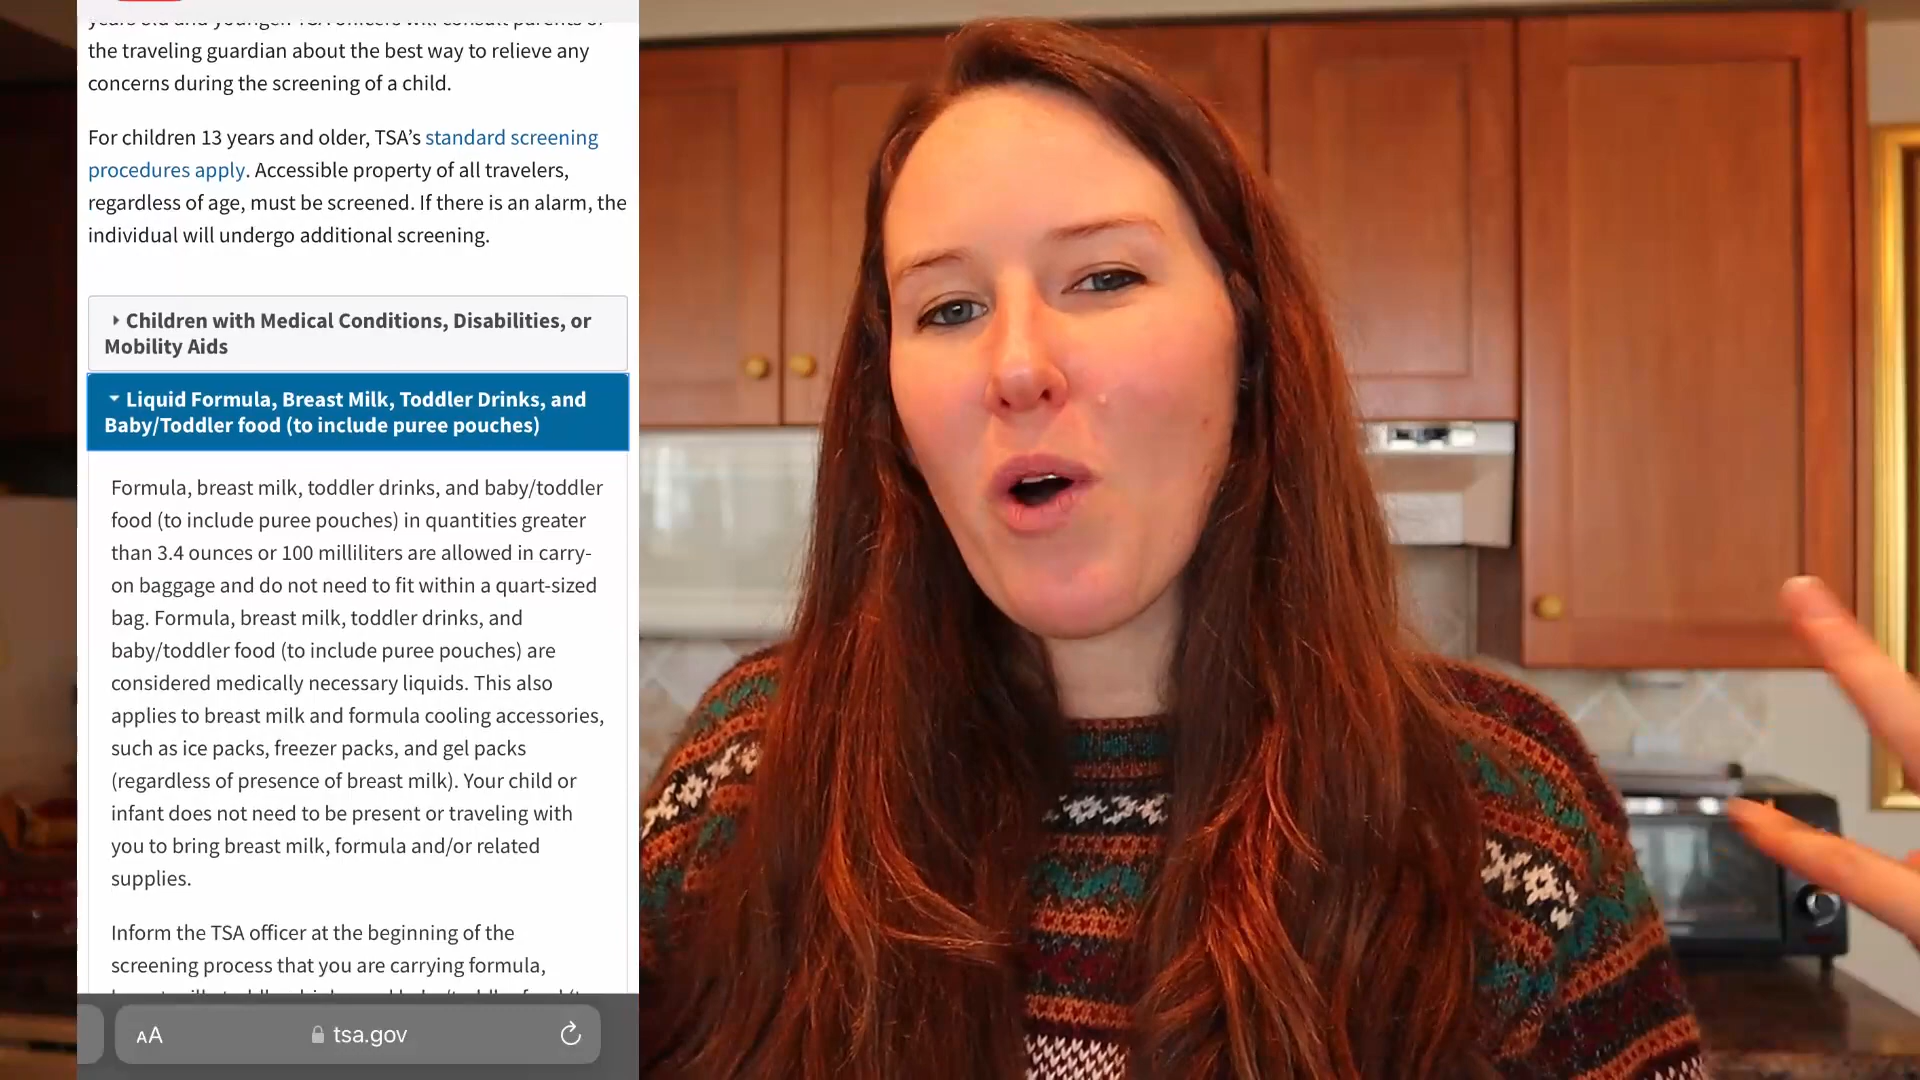 years old and younger. TSA officers will consult parents or
the traveling guardian about the best way to relieve any
concerns during the screening of a child.
For children 13 years and older, TSA’s standard screening
procedures apply. Accessible property of all travelers,
regardless of age, must be screened. If there is an alarm, the
individual will undergo additional screening.
Children with Medical Conditions, Disabilities, or
Mobility Aids
Liquid Formula, Breast Milk, Toddler Drinks, and
Baby/Toddler food (to include puree pouches)
Formula, breast milk, toddler drinks, and baby/toddler
food (to include puree pouches) in quantities greater
than 3.4 ounces or 100 milliliters are allowed in carry-
on baggage and do not need to fit within a quart-sized
bag. Formula, breast milk, toddler drinks, and
baby/toddler food (to include puree pouches) are
considered medically necessary liquids. This also
applies to breast milk and formula cooling accessories,
such as ice packs, freezer packs, and gel packs
(regardless of presence of breast milk). Your child or
infant does not need to be present or traveling with
you to bring breast milk, formula and/or related
supplies.
Inform the TSA officer at the beginning of the
screening process that you are carrying formula,
AA
tsa.gov